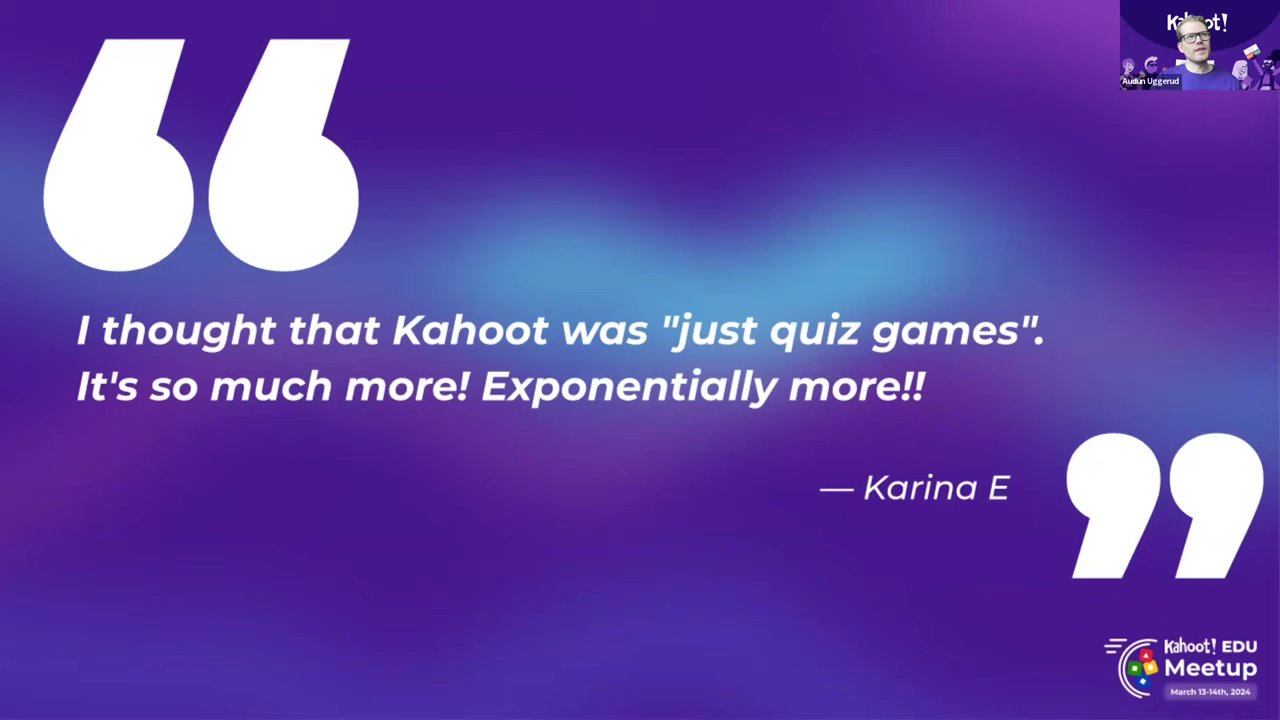 Kahoot!
Audun Uggerud
I thought that Kahoot was "just quiz games".
It's so much more! Exponentially more!!
— Karina E
Kahoot! EDU
Meetup
March 13-14th, 2024